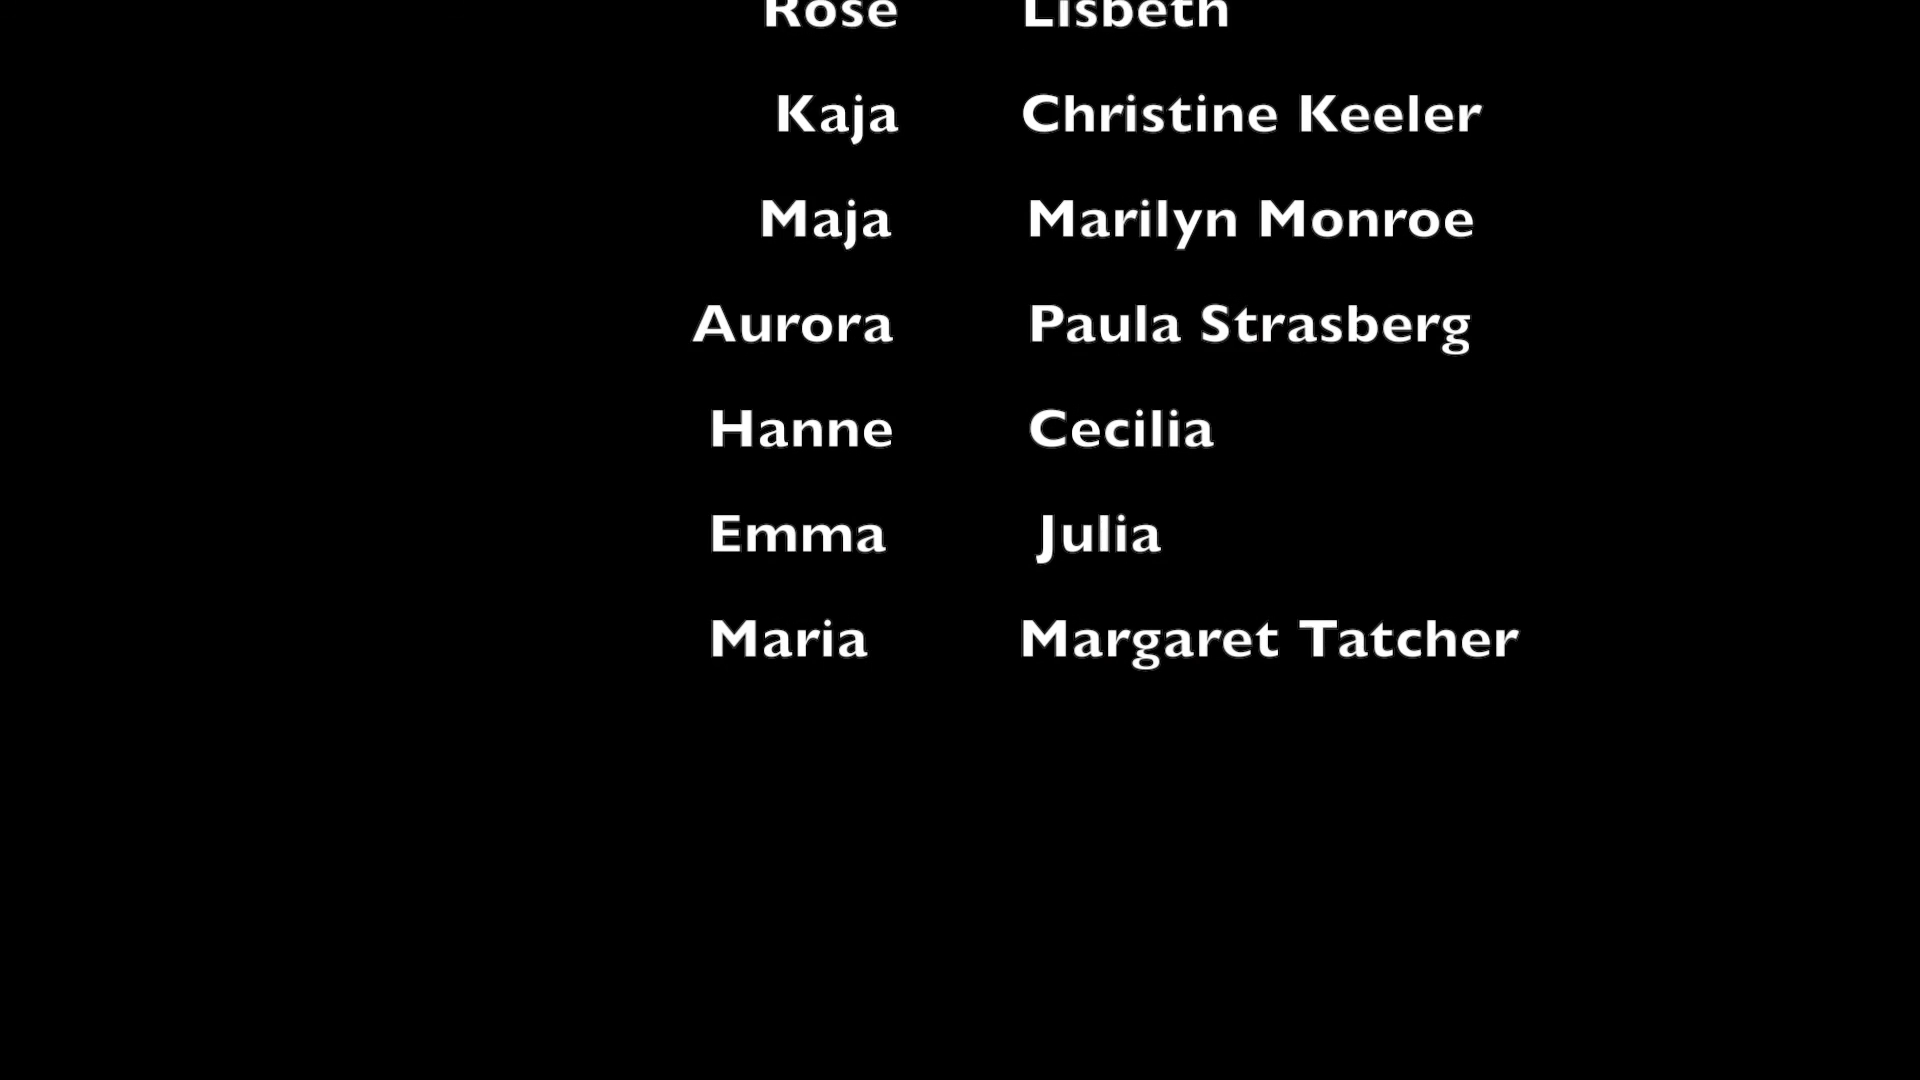 Rose Lisbeth
Kaja Christine Keeler
Maja Marilyn Monroe
Aurora Paula Strasberg
Hanne Cecilia
Emma Julia
Maria Margaret Tatcher